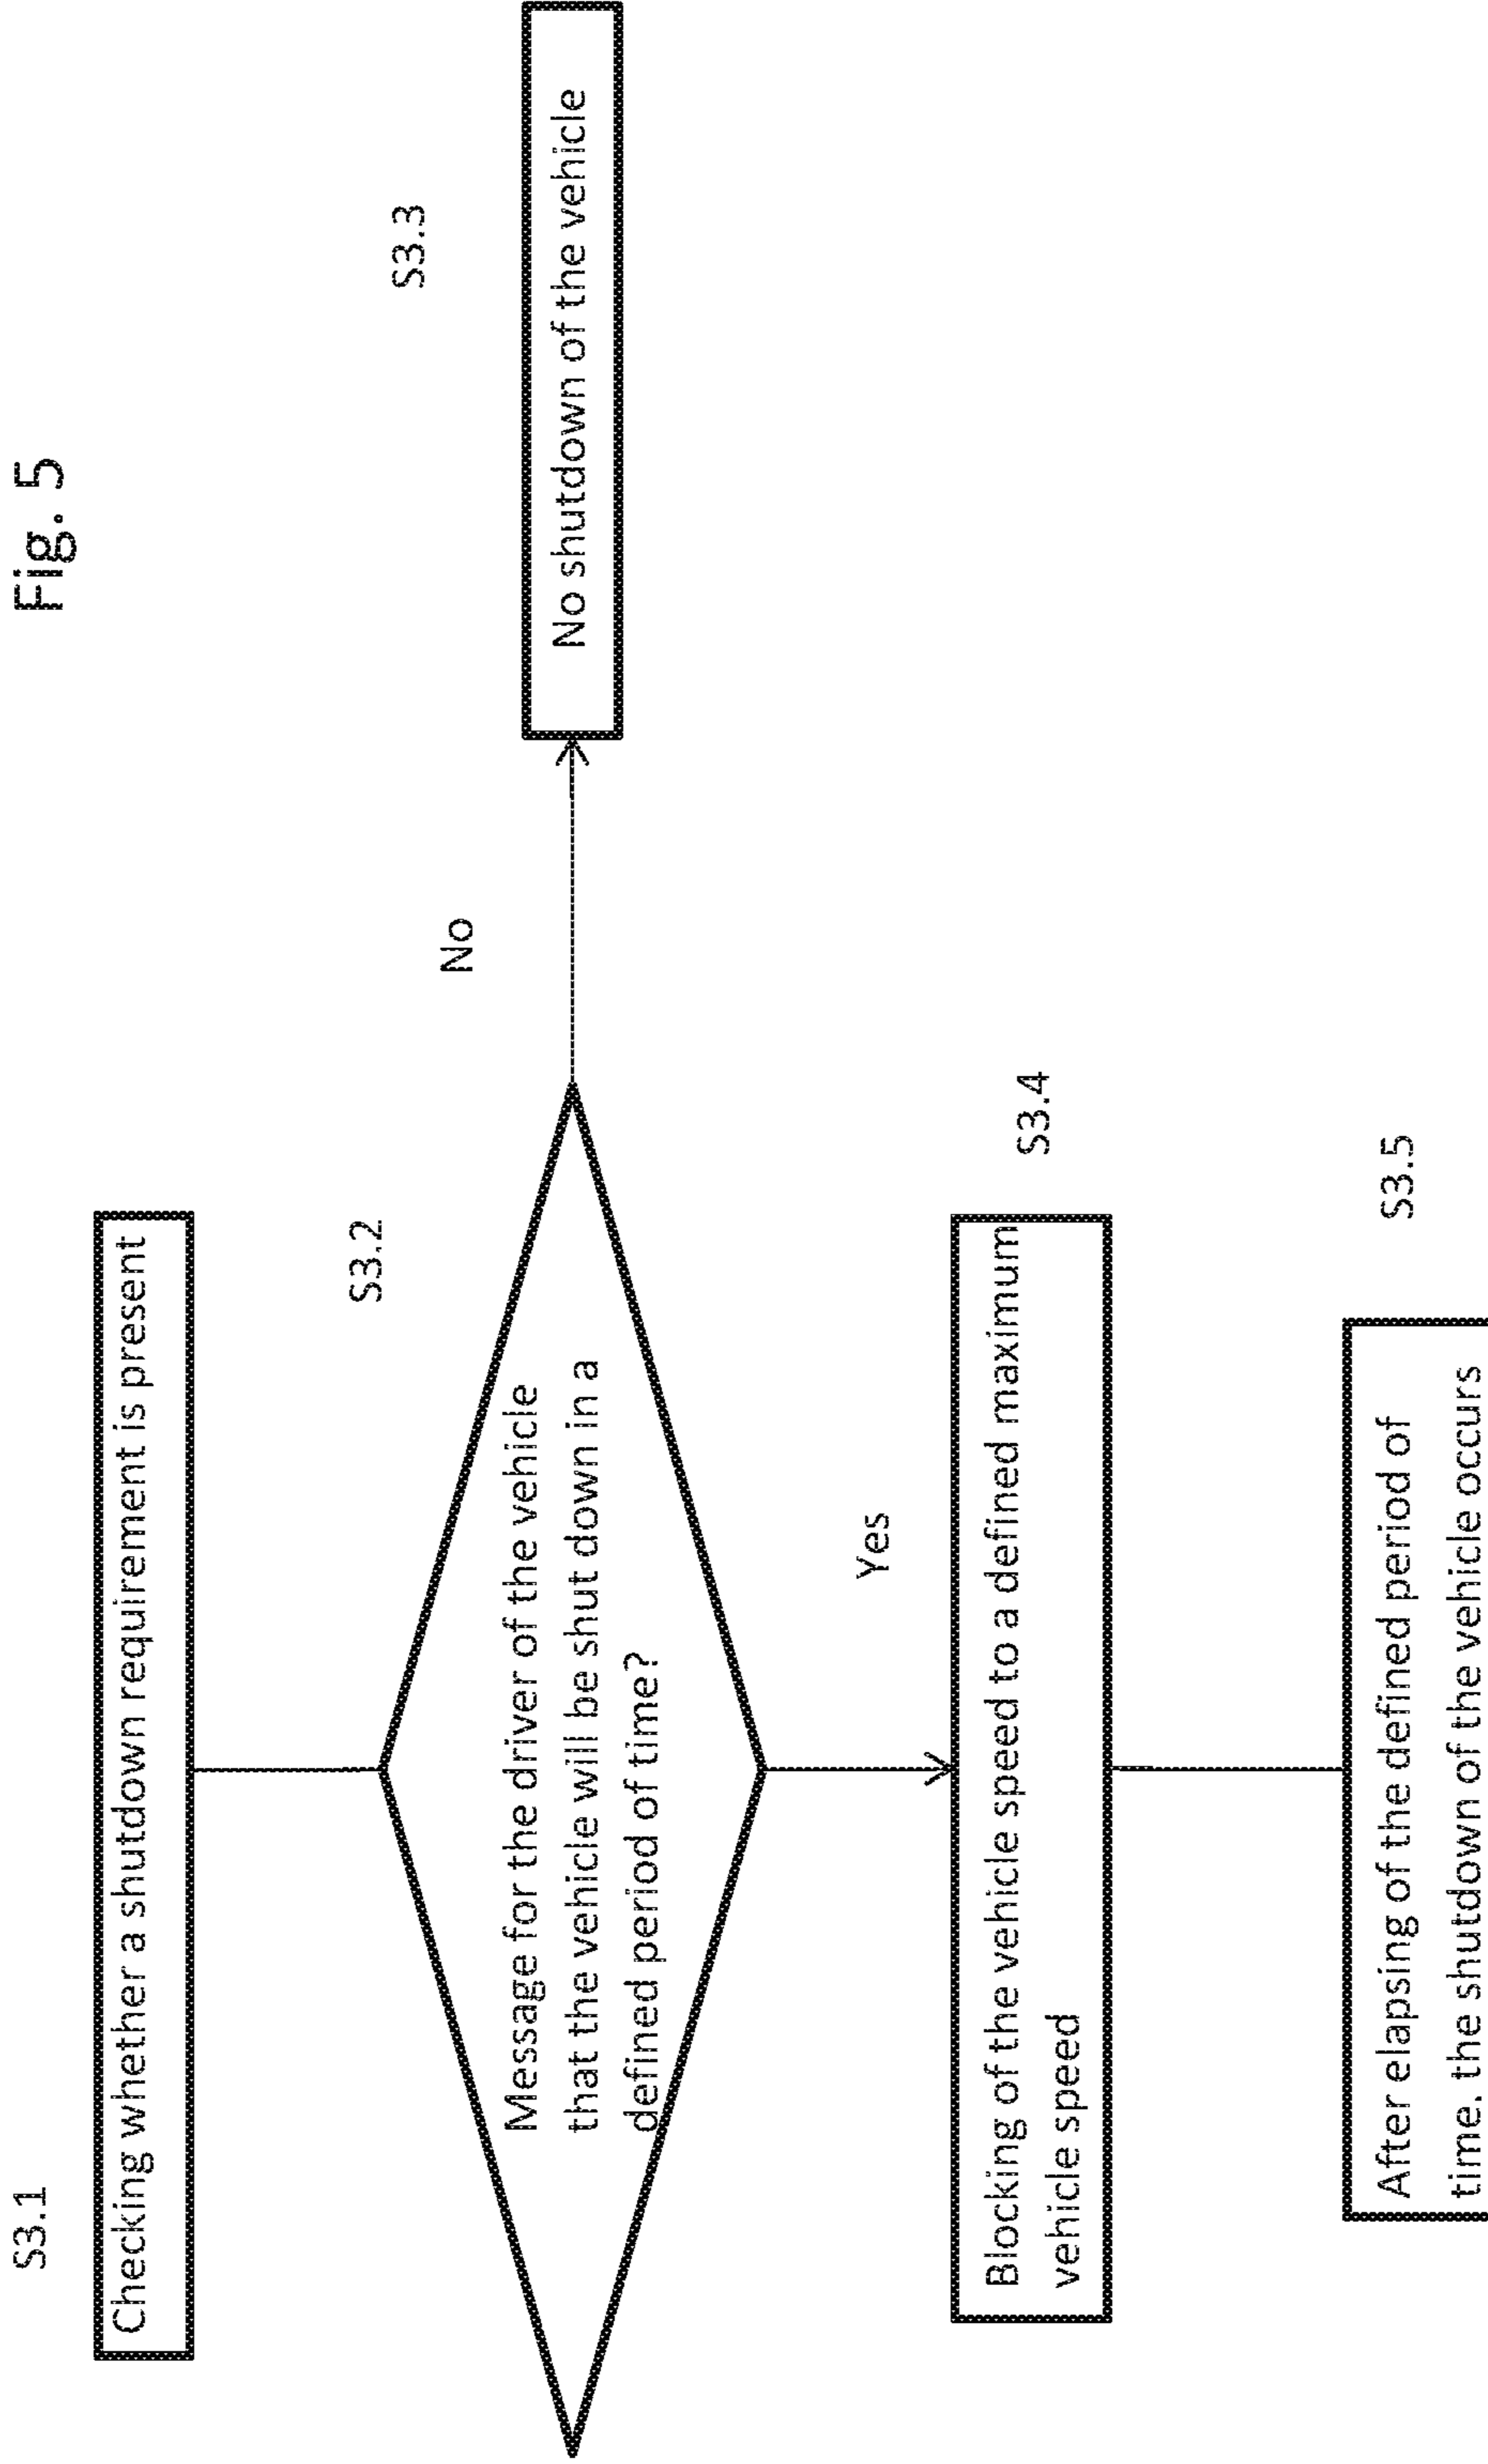 Fig. 5
S3.1
Checking whether a shutdown requirement is present
S3.2
Message for the driver of the vehicle
that the vehicle will be shut down in a
defined period of time?
No
S3.3
No shutdown of the vehicle
Yes
Blocking of the vehicle speed to a defined maximum
vehicle speed
S3.4
S3.5
After elapsing of the defined period of
time, the shutdown of the vehicle occurs